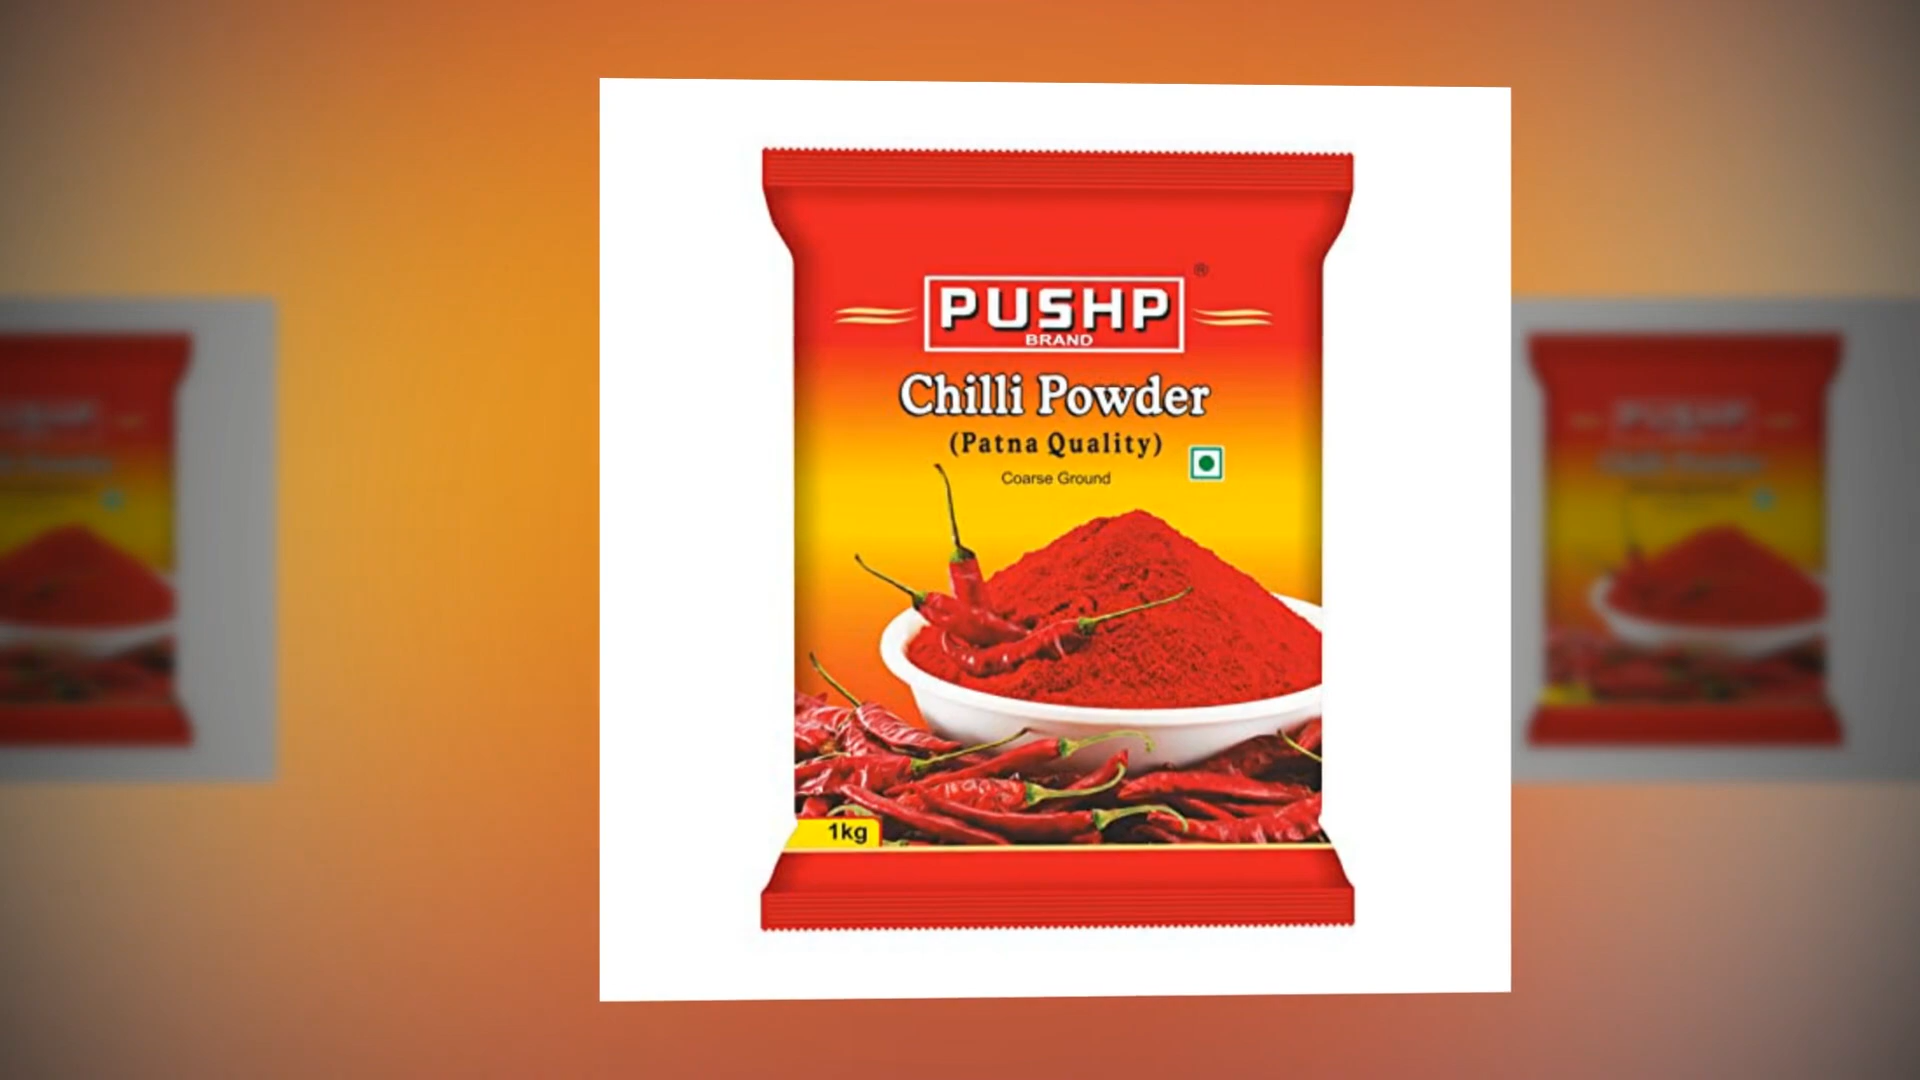 PUSHP
®
BRAND
Chilli Powder
(Patna Quality)
Coarse Ground
1kg